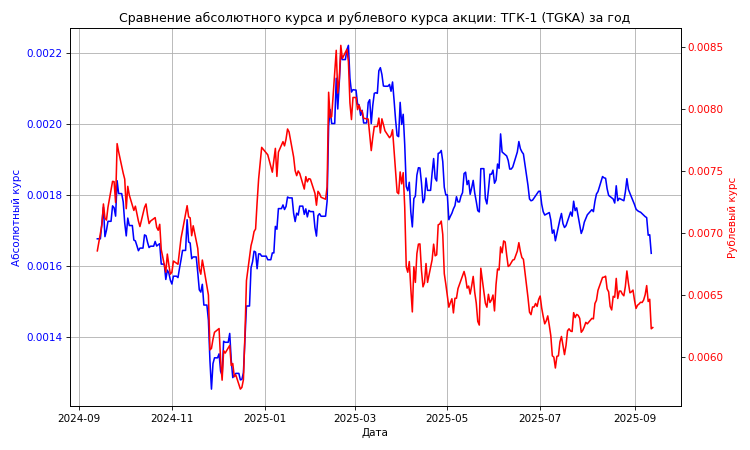 Сравнение абсолютного курса и рублевого курса акции: ТГК-1 (TGKA) за год
Абсолютный курс
0.0022
0.0020
0.0018
0.0016
0.0014
0.0085
0.0080
0.0075
0.0070
0.0065
0.0060
Рублевый курс
2024-09 2024-11 2025-01 2025-03 2025-05 2025-07 2025-09
Дата